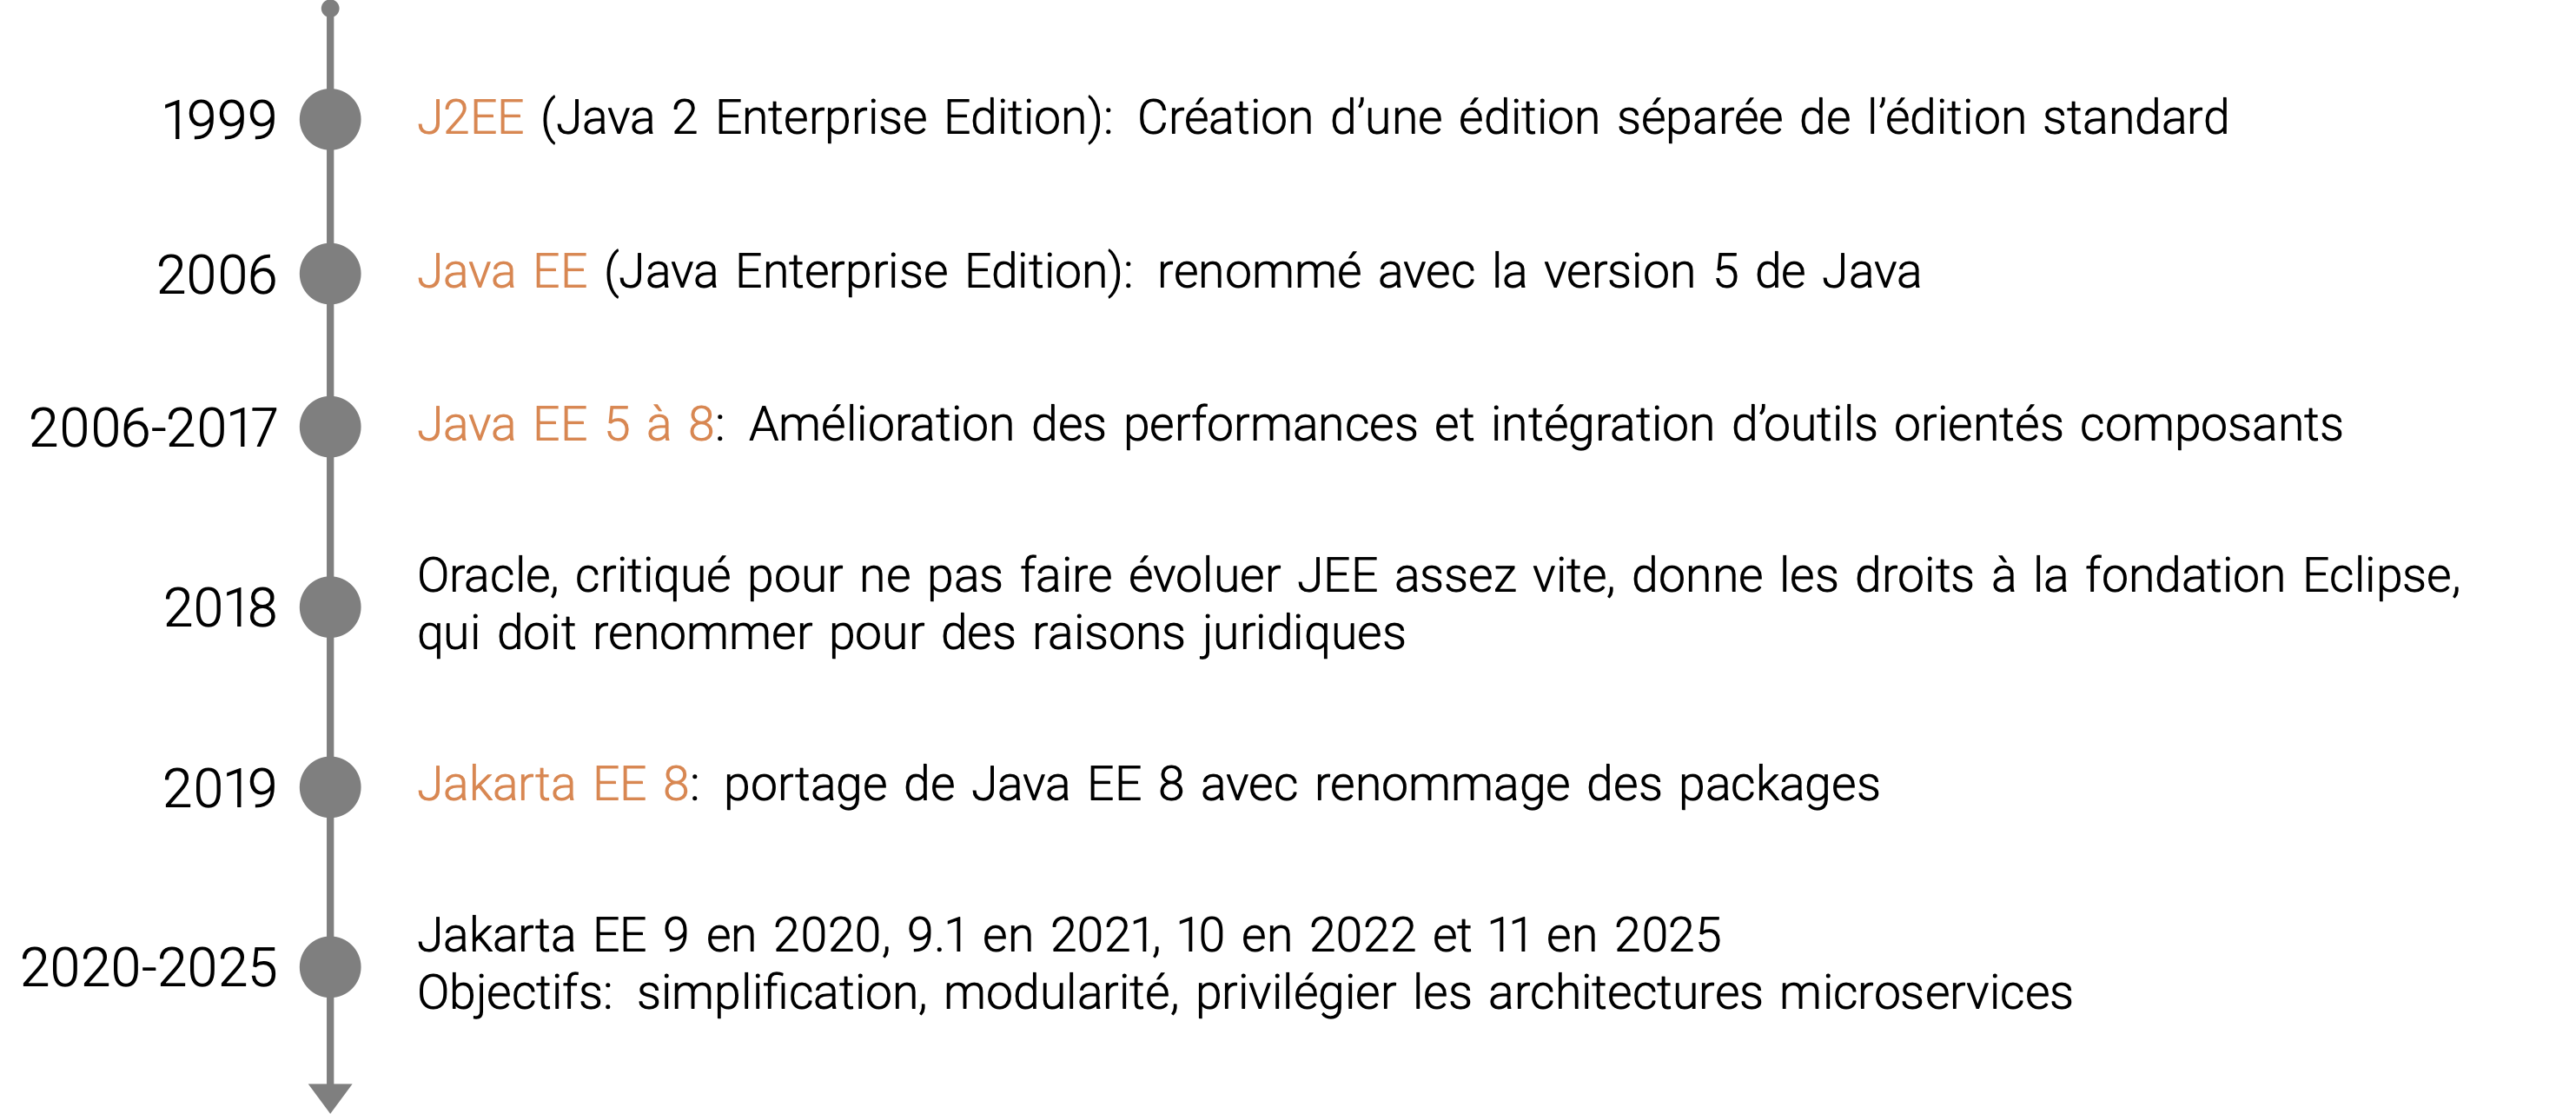 1999 J2EE (Java 2 Enterprise Edition): Création d’une édition séparée de l’édition standard
2006 Java EE (Java Enterprise Edition): renommé avec la version 5 de Java
2006-2017 Java EE 5 à 8: Amélioration des performances et intégration d’outils orientés composants
2018 Oracle, critiqué pour ne pas faire évoluer JEE assez vite, donne les droits à la fondation Eclipse,
qui doit renommer pour des raisons juridiques
2019 Jakarta EE 8: portage de Java EE 8 avec renommage des packages
2020-2025 Jakarta EE 9 en 2020, 9.1 en 2021, 10 en 2022 et 11 en 2025
Objectifs: simplification, modularité, privilégier les architectures microservices